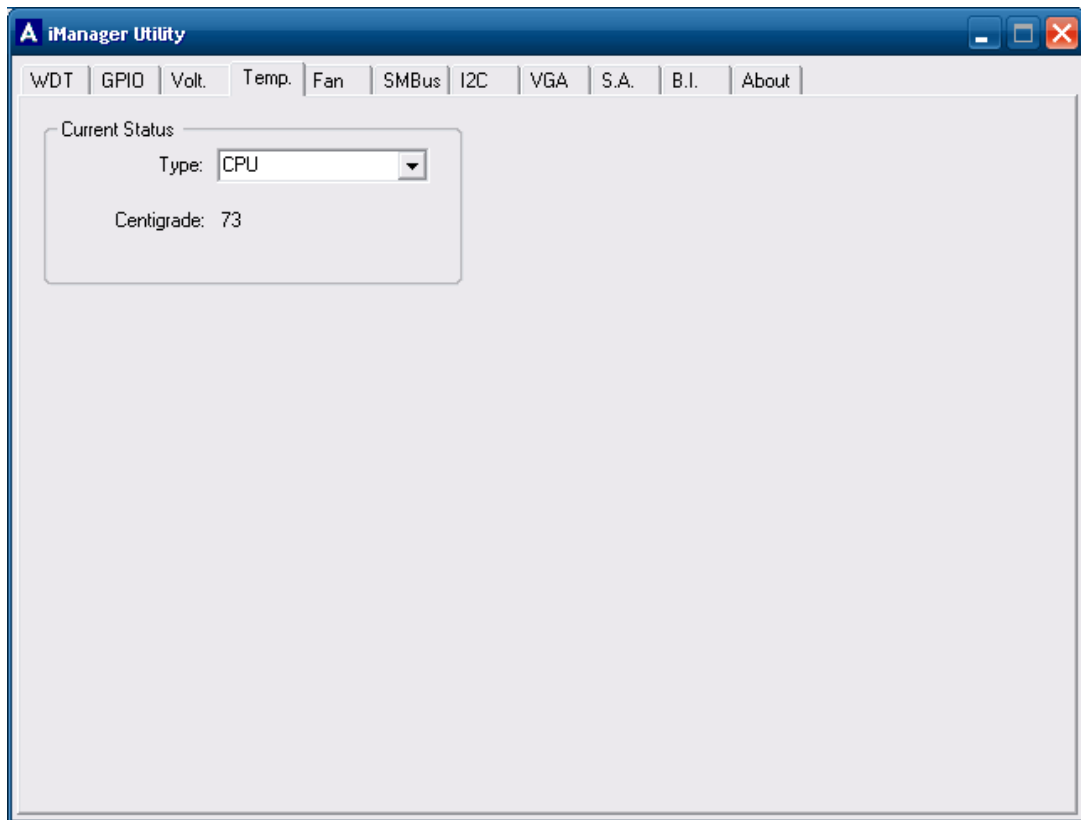 A iManager Utility
WDT GPIO Volt. Temp. Fan SMBus I2C VGA S.A. B.I. About
Current Status
Type: CPU
Centigrade: 73